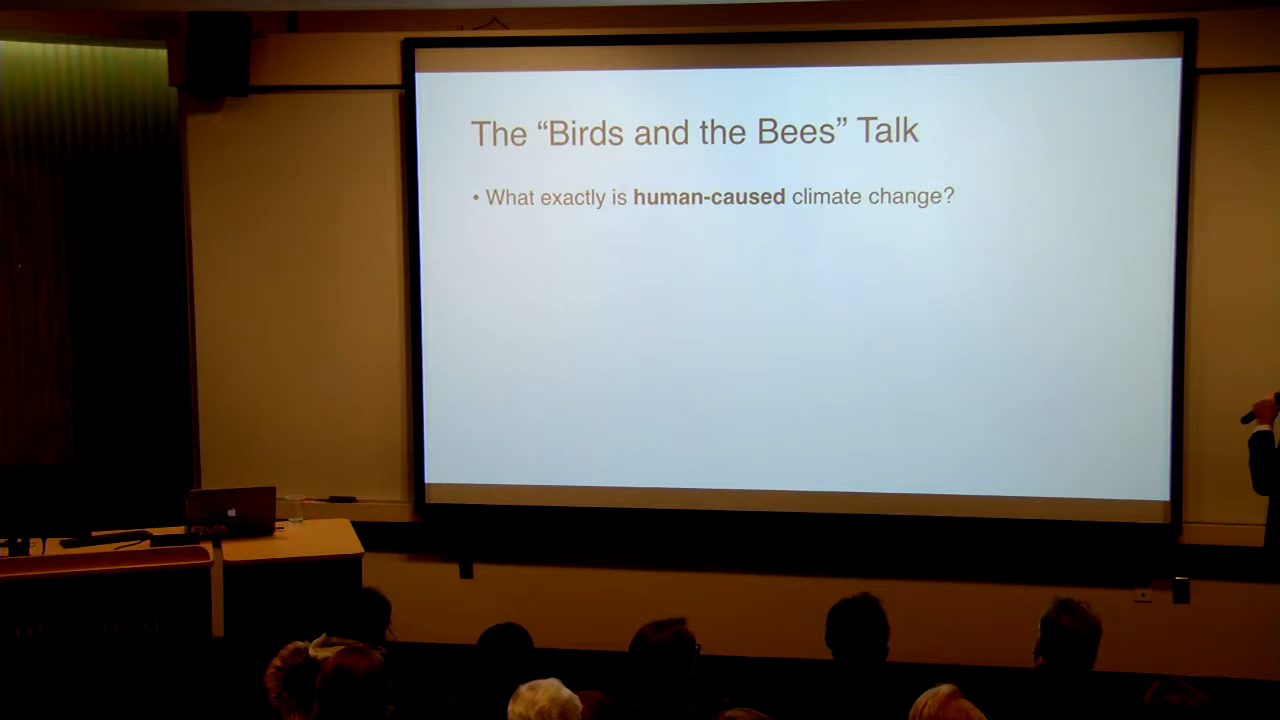 The “Birds and the Bees” Talk
• What exactly is human-caused climate change?